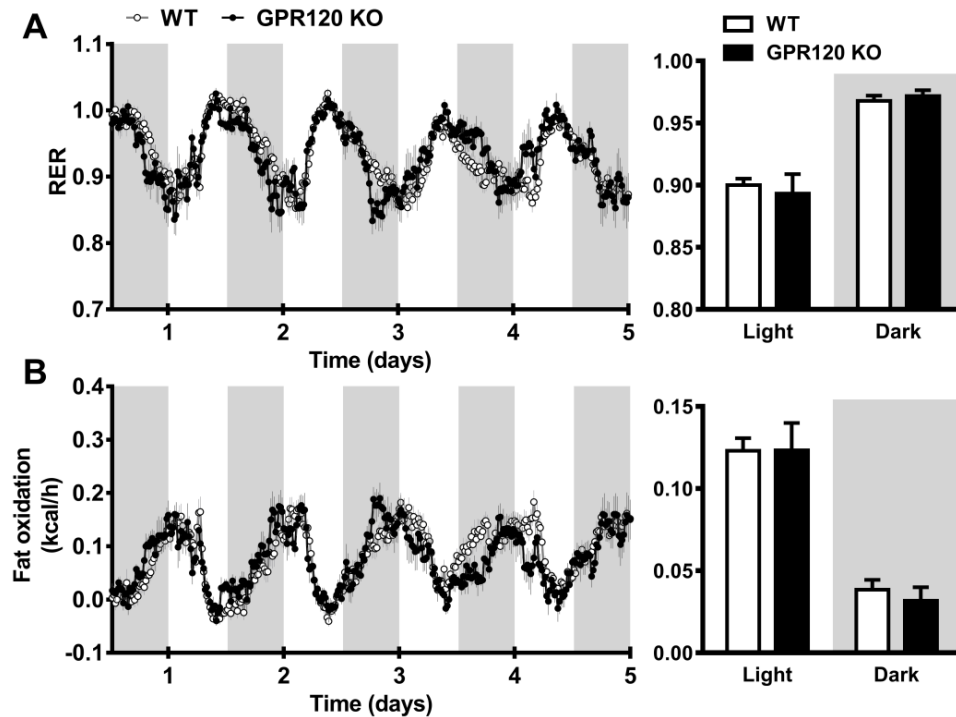 A
WT
GPR120 KO
RER
1.1
1.0
0.9
0.8
0.7
1 2 3 4 5
Time (days)
WT
GPR120 KO
1.00
0.95
0.90
0.85
0.80
Light Dark
B
Fat oxidation
(kcal/h)
0.4
0.3
0.2
0.1
0.0
-0.1
1 2 3 4 5
Time (days)
0.15
0.10
0.05
0.00
Light Dark